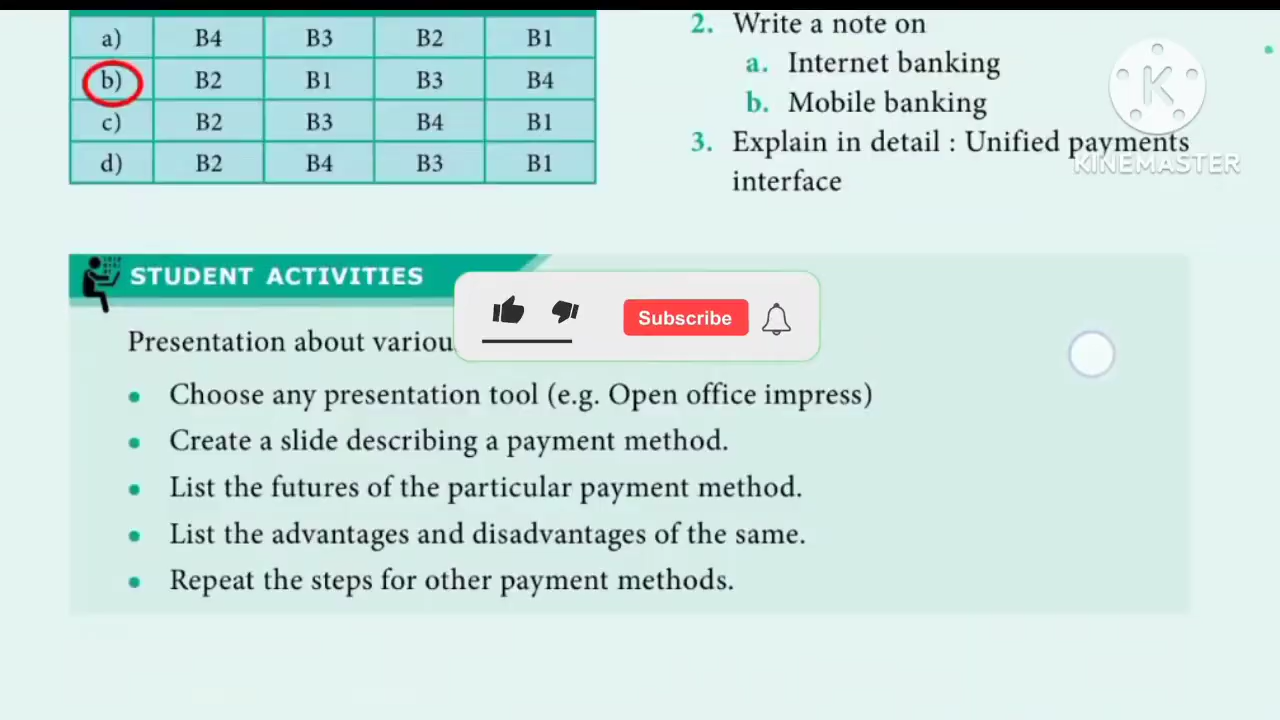 a) B4 B3 B2 B1
b) B2 B1 B3 B4
c) B2 B3 B4 B1
d) B2 B4 B3 B1
2. Write a note on
a. Internet banking
b. Mobile banking
3. Explain in detail : Unified payments
interface
K
KINEMASTER
STUDENT ACTIVITIES
Subscribe
Presentation about
• Choose any presentation tool (e.g. Open office impress)
• Create a slide describing a payment method.
• List the futures of the particular payment method.
• List the advantages and disadvantages of the same.
• Repeat the steps for other payment methods.